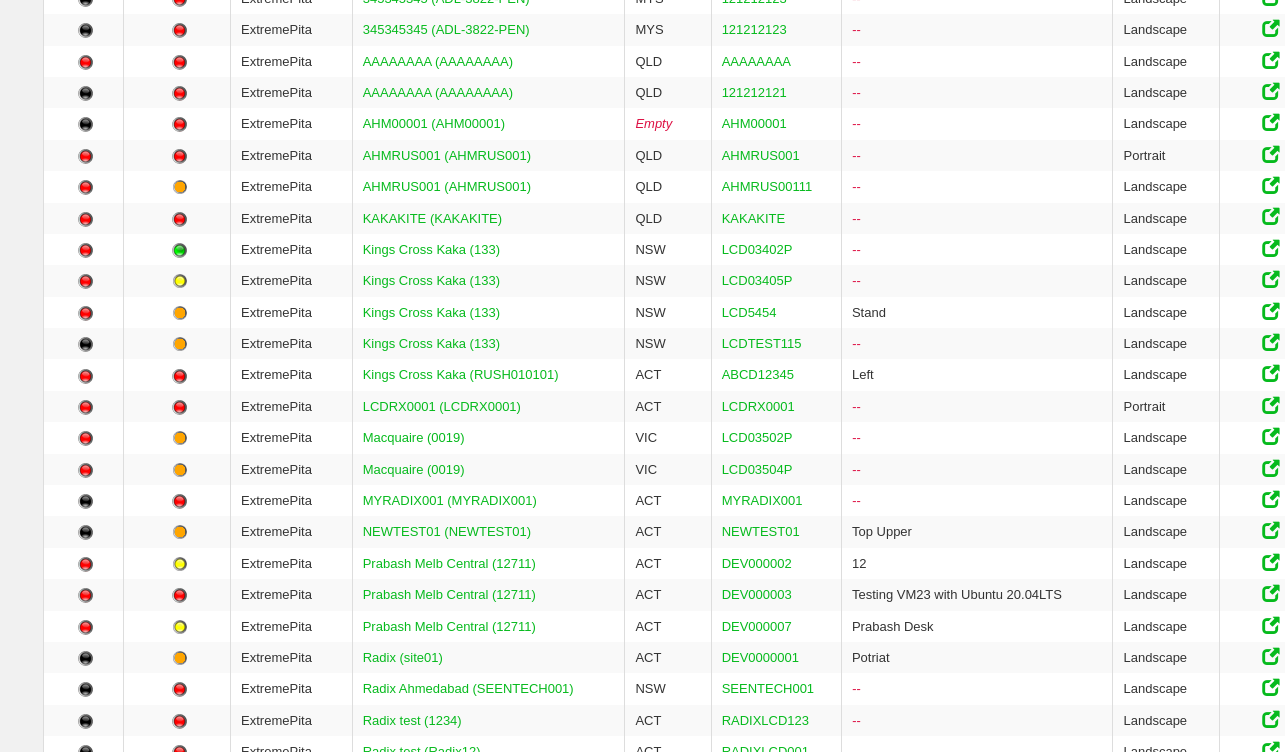 ExtremePita 345345345 (ADL-3822-PEN) MYS 121212123 -- Landscape
ExtremePita 345345345 (ADL-3822-PEN) MYS 121212123 -- Landscape
ExtremePita AAAAAAAA (AAAAAAAA) QLD AAAAAAAA -- Landscape
ExtremePita AAAAAAAA (AAAAAAAA) QLD 121212121 -- Landscape
ExtremePita AHM00001 (AHM00001) Empty AHM00001 -- Landscape
ExtremePita AHMRUS001 (AHMRUS001) QLD AHMRUS001 -- Portrait
ExtremePita AHMRUS001 (AHMRUS001) QLD AHMRUS00111 -- Landscape
ExtremePita KAKAKITE (KAKAKITE) QLD KAKAKITE -- Landscape
ExtremePita Kings Cross Kaka (133) NSW LCD03402P -- Landscape
ExtremePita Kings Cross Kaka (133) NSW LCD03405P -- Landscape
ExtremePita Kings Cross Kaka (133) NSW LCD5454 Stand Landscape
ExtremePita Kings Cross Kaka (133) NSW LCDTEST115 -- Landscape
ExtremePita Kings Cross Kaka (RUSH010101) ACT ABCD12345 Left Landscape
ExtremePita LCDRX0001 (LCDRX0001) ACT LCDRX0001 -- Portrait
ExtremePita Macquaire (0019) VIC LCD03502P -- Landscape
ExtremePita Macquaire (0019) VIC LCD03504P -- Landscape
ExtremePita MYRADIX001 (MYRADIX001) ACT MYRADIX001 -- Landscape
ExtremePita NEWTEST01 (NEWTEST01) ACT NEWTEST01 Top Upper Landscape
ExtremePita Prabash Melb Central (12711) ACT DEV000002 12 Landscape
ExtremePita Prabash Melb Central (12711) ACT DEV000003 Testing VM23 with Ubuntu 20.04LTS Landscape
ExtremePita Prabash Melb Central (12711) ACT DEV000007 Prabash Desk Landscape
ExtremePita Radix (site01) ACT DEV0000001 Potriat Landscape
ExtremePita Radix Ahmedabad (SEENTECH001) NSW SEENTECH001 -- Landscape
ExtremePita Radix test (1234) ACT RADIXLCD123 -- Landscape
ExtremePita Radix test (Radix12) ACT RADIXLCD001 Landscape